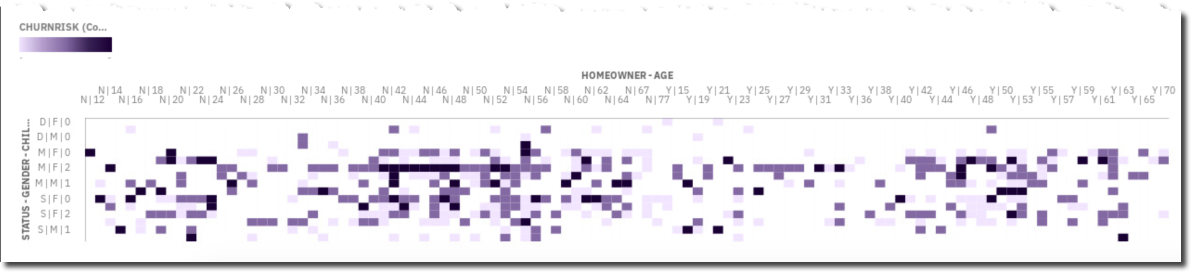 CHURNRISK (Co...
HOMEOWNER - AGE
N|14 N|18 N|22 N|26 N|30 N|34 N|38 N|42 N|46 N|50 N|54 N|58 N|62 N|66 Y|15 Y|21 Y|25 Y|29 Y|33 Y|38 Y|42 Y|46 Y|50 Y|55 Y|59 Y|63 Y|70
N|12 N|16 N|20 N|24 N|28 N|32 N|36 N|40 N|44 N|48 N|52 N|56 N|60 N|64 N|77 Y|19 Y|23 Y|27 Y|31 Y|36 Y|40 Y|44 Y|48 Y|53 Y|57 Y|61 Y|65
STATUS - GENDER - CHIL...
D|F|0
D|M|0
M|F|0
M|F|2
M|M|1
S|F|0
S|F|2
S|M|1